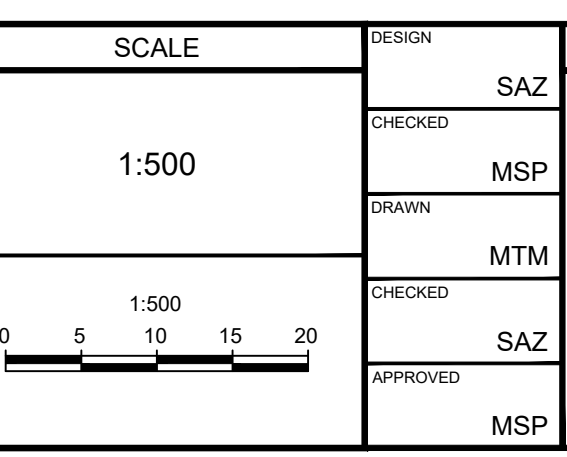 SCALE
1:500
1:500
0 5 10 15 20
DESIGN
SAZ
CHECKED
MSP
DRAWN
MTM
CHECKED
SAZ
APPROVED
MSP